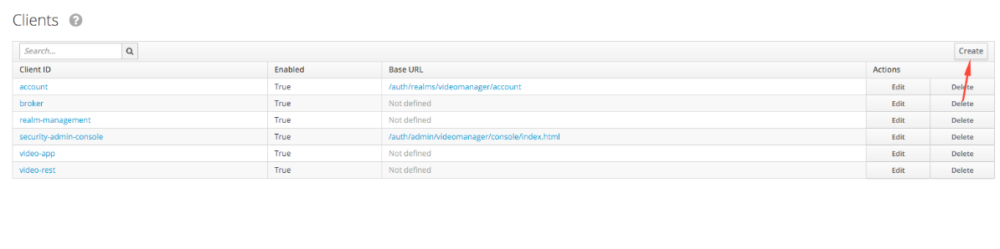 Clients ?
Search...
Create
Client ID Enabled Base URL Actions
account True /auth/realms/videomanager/account Edit Delete
broker True Not defined Edit Delete
realm-management True Not defined Edit Delete
security-admin-console True /auth/admin/videomanager/console/index.html Edit Delete
video-app True Not defined Edit Delete
video-rest True Not defined Edit Delete